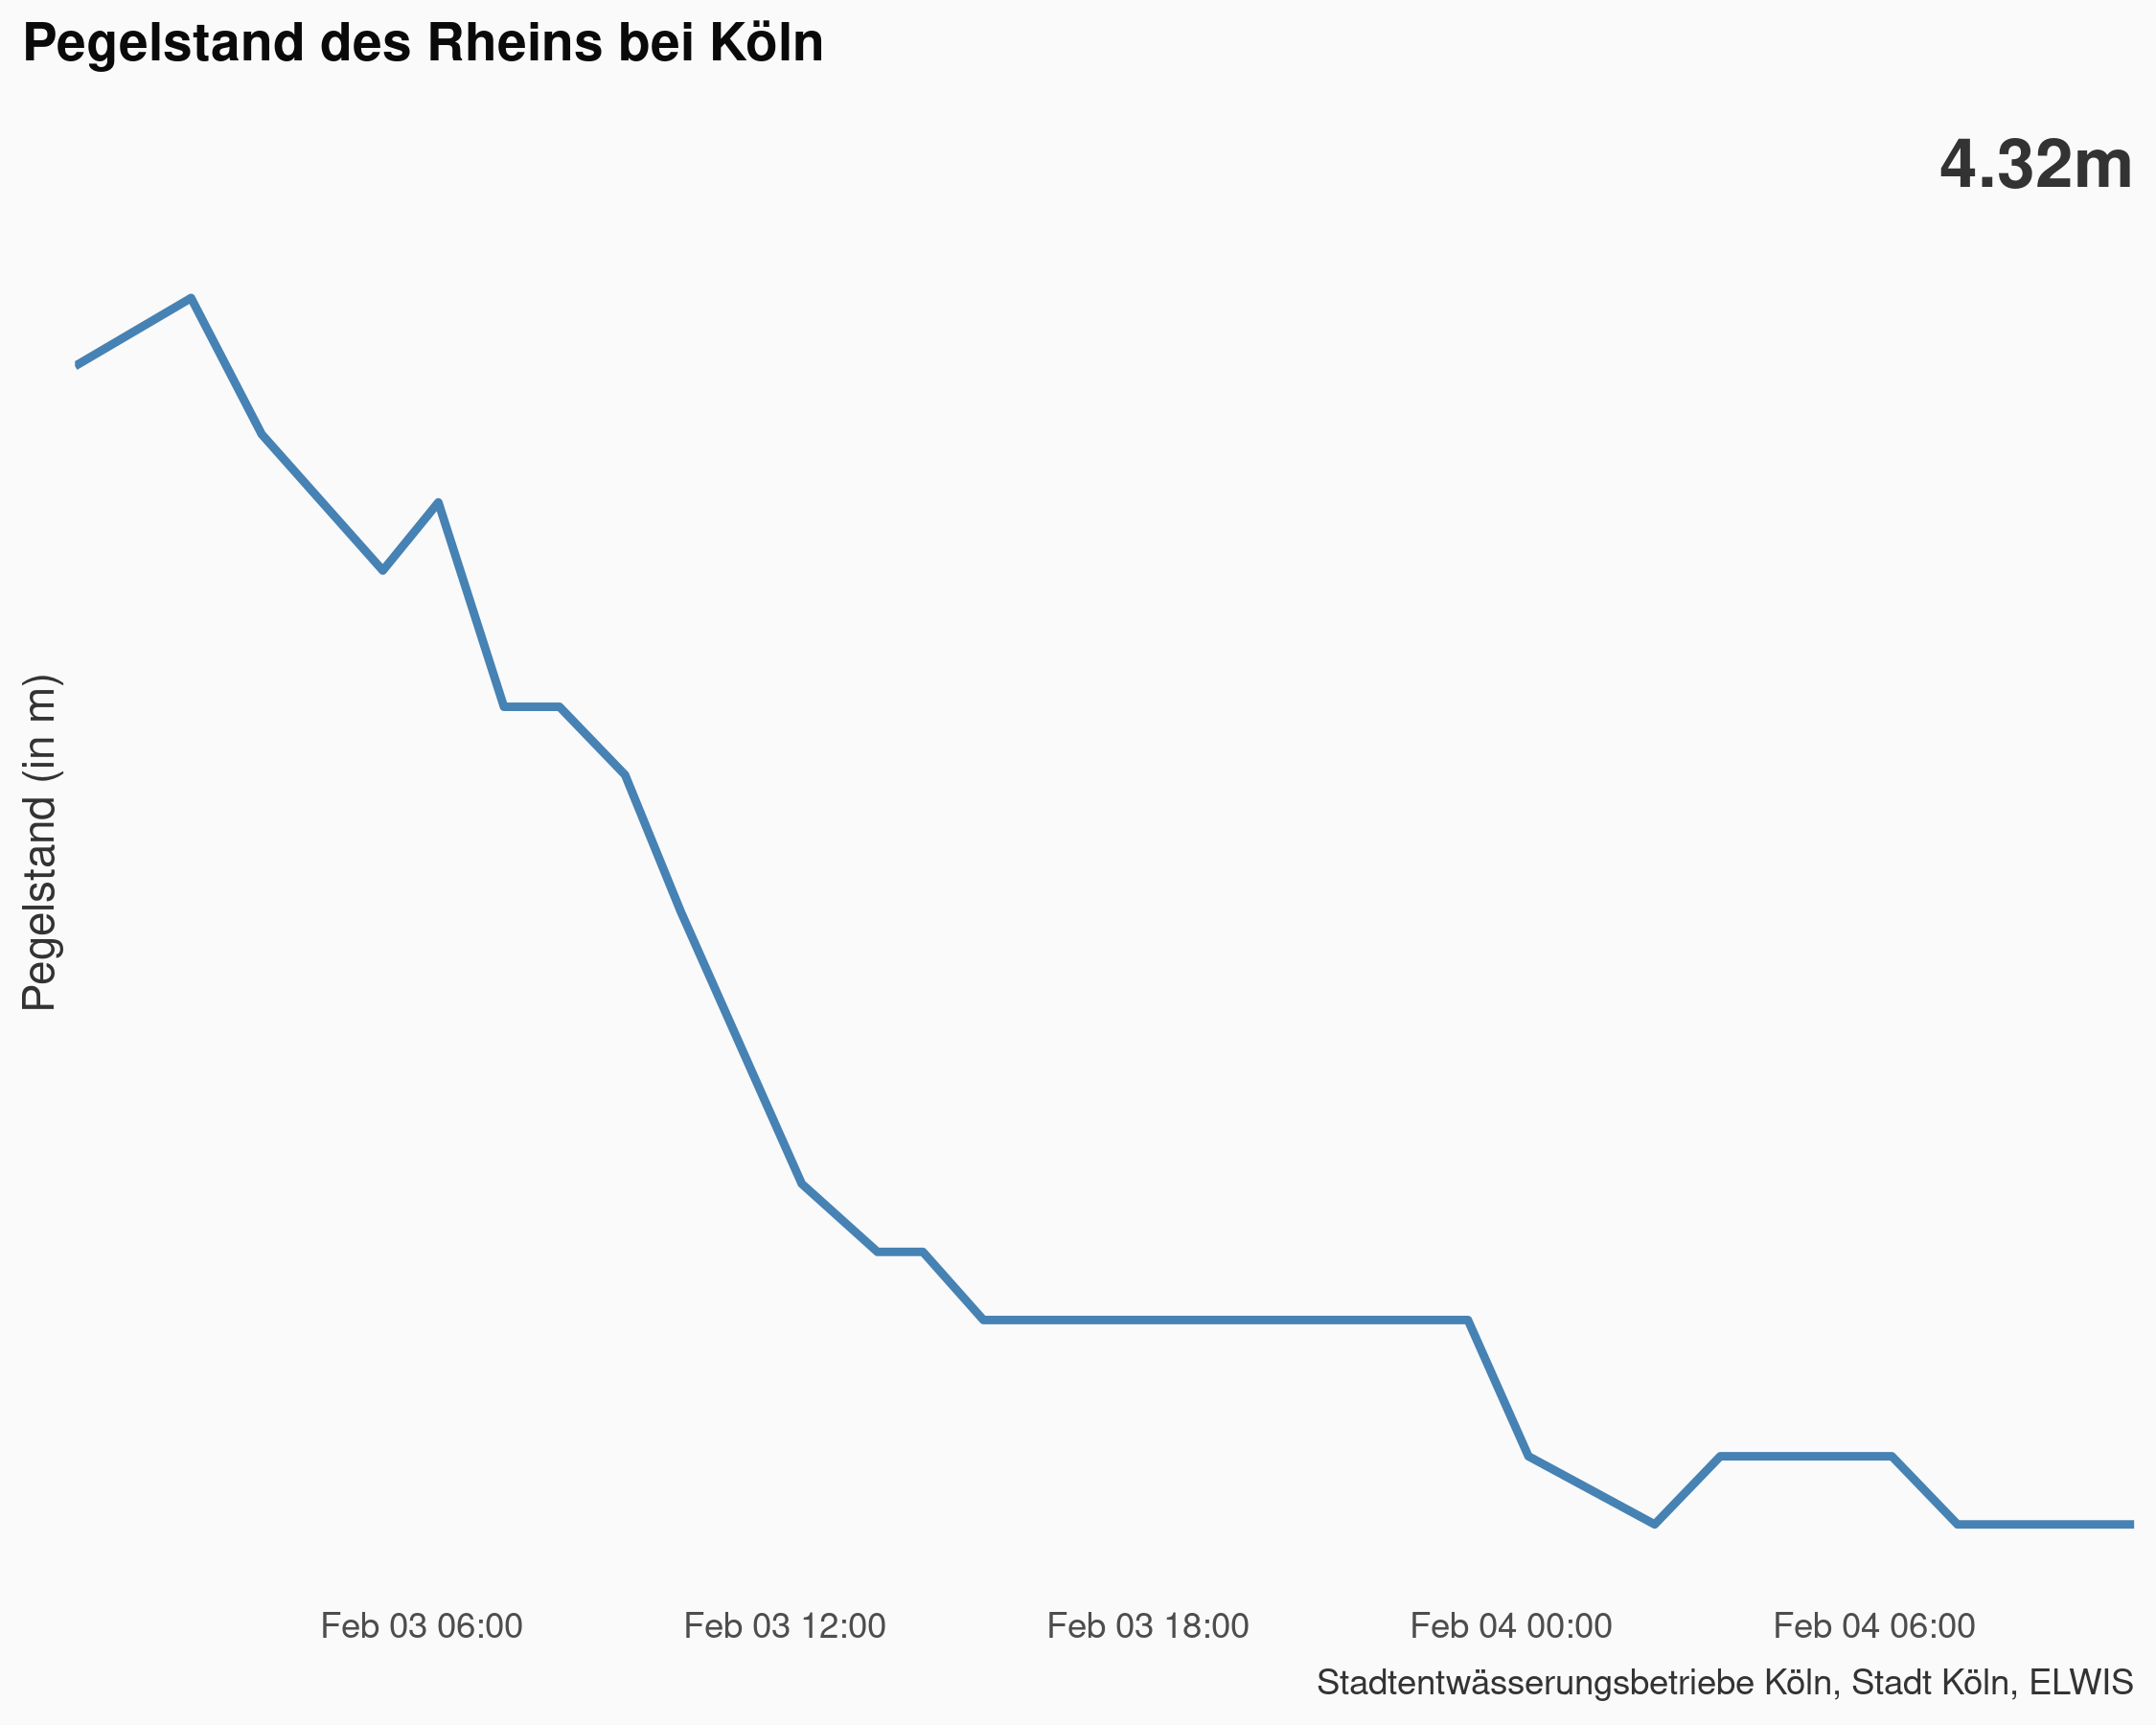 Pegelstand des Rheins bei Köln
4.32m
Pegelstand (in m)
Feb 03 06:00
Feb 03 12:00
Feb 03 18:00
Feb 04 00:00
Feb 04 06:00
Stadtentwässerungsbetriebe Köln, Stadt Köln, ELWIS